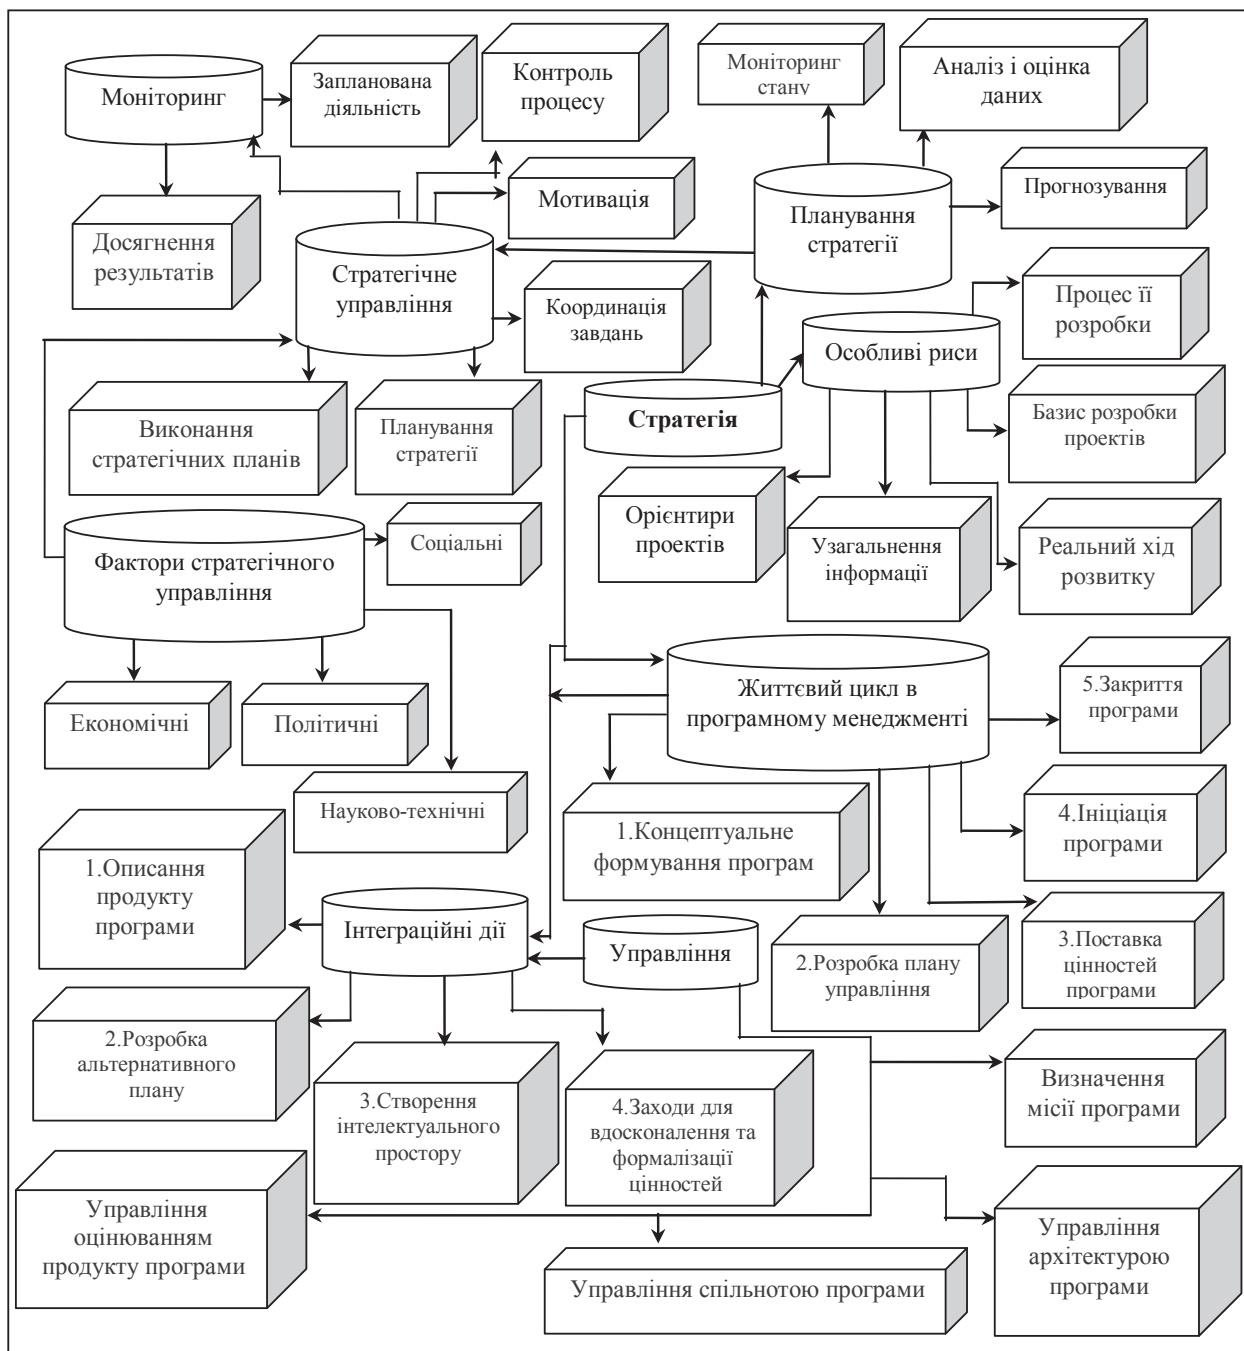 Моніторинг
Запланована
діяльність
Контроль
процесу
Моніторинг
стану
Аналіз і оцінка
даних
Мотивація
Прогнозування
Планування
стратегії
Досягнення
результатів
Стратегічне
управління
Координація
завдань
Процес її
розробки
Особливі риси
Стратегія
Виконання
стратегічних планів
Планування
стратегії
Базис розробки
проектів
Орієнтири
проектів
Узагальнення
інформації
Реальний хід
розвитку
Фактори стратегічного
управління
Соціальні
Економічні
Політичні
Науково-технічні
Життєвий цикл в
програмному менеджменті
5.Закриття
програми
4.Ініціація
програми
1.Концептуальне
формування програм
1.Описання
продукту
програми
Інтеграційні дії
Управління
2.Розробка плану
управління
3.Поставка
цінностей
програми
2.Розробка
альтернативного
плану
3.Створення
інтелектуального
простору
4.Заходи для
вдосконалення та
формалізації
цінностей
Визначення
місії програми
Управління
оцінюванням
продукту програми
Управління спільнотою програми
Управління
архітектурою
програми